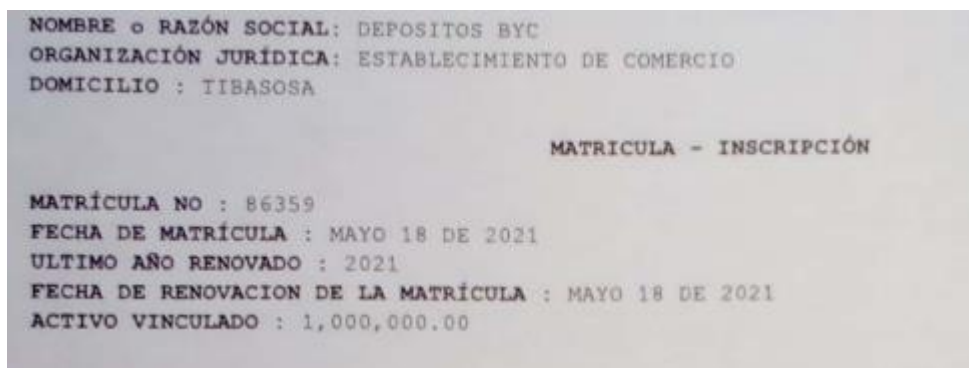 NOMBRE o RAZÓN SOCIAL: DEPOSITOS BYC
ORGANIZACIÓN JURÍDICA: ESTABLECIMIENTO DE COMERCIO
DOMICILIO : TIBASOSA
MATRICULA - INSCRIPCIÓN
MATRÍCULA NO : 86359
FECHA DE MATRÍCULA : MAYO 18 DE 2021
ULTIMO AÑO RENOVADO : 2021
FECHA DE RENOVACION DE LA MATRÍCULA : MAYO 18 DE 2021
ACTIVO VINCULADO : 1,000,000.00